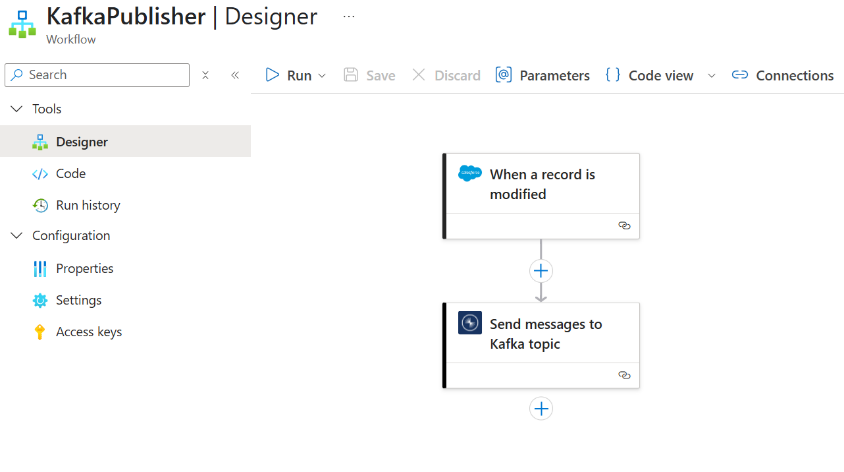 KafkaPublisher | Designer ...
Workflow
Search
Run
Save
Discard
Parameters
Code view
Connections
Tools
Designer
Code
Run history
Configuration
Properties
Settings
Access keys
When a record is
modified
Send messages to
Kafka topic